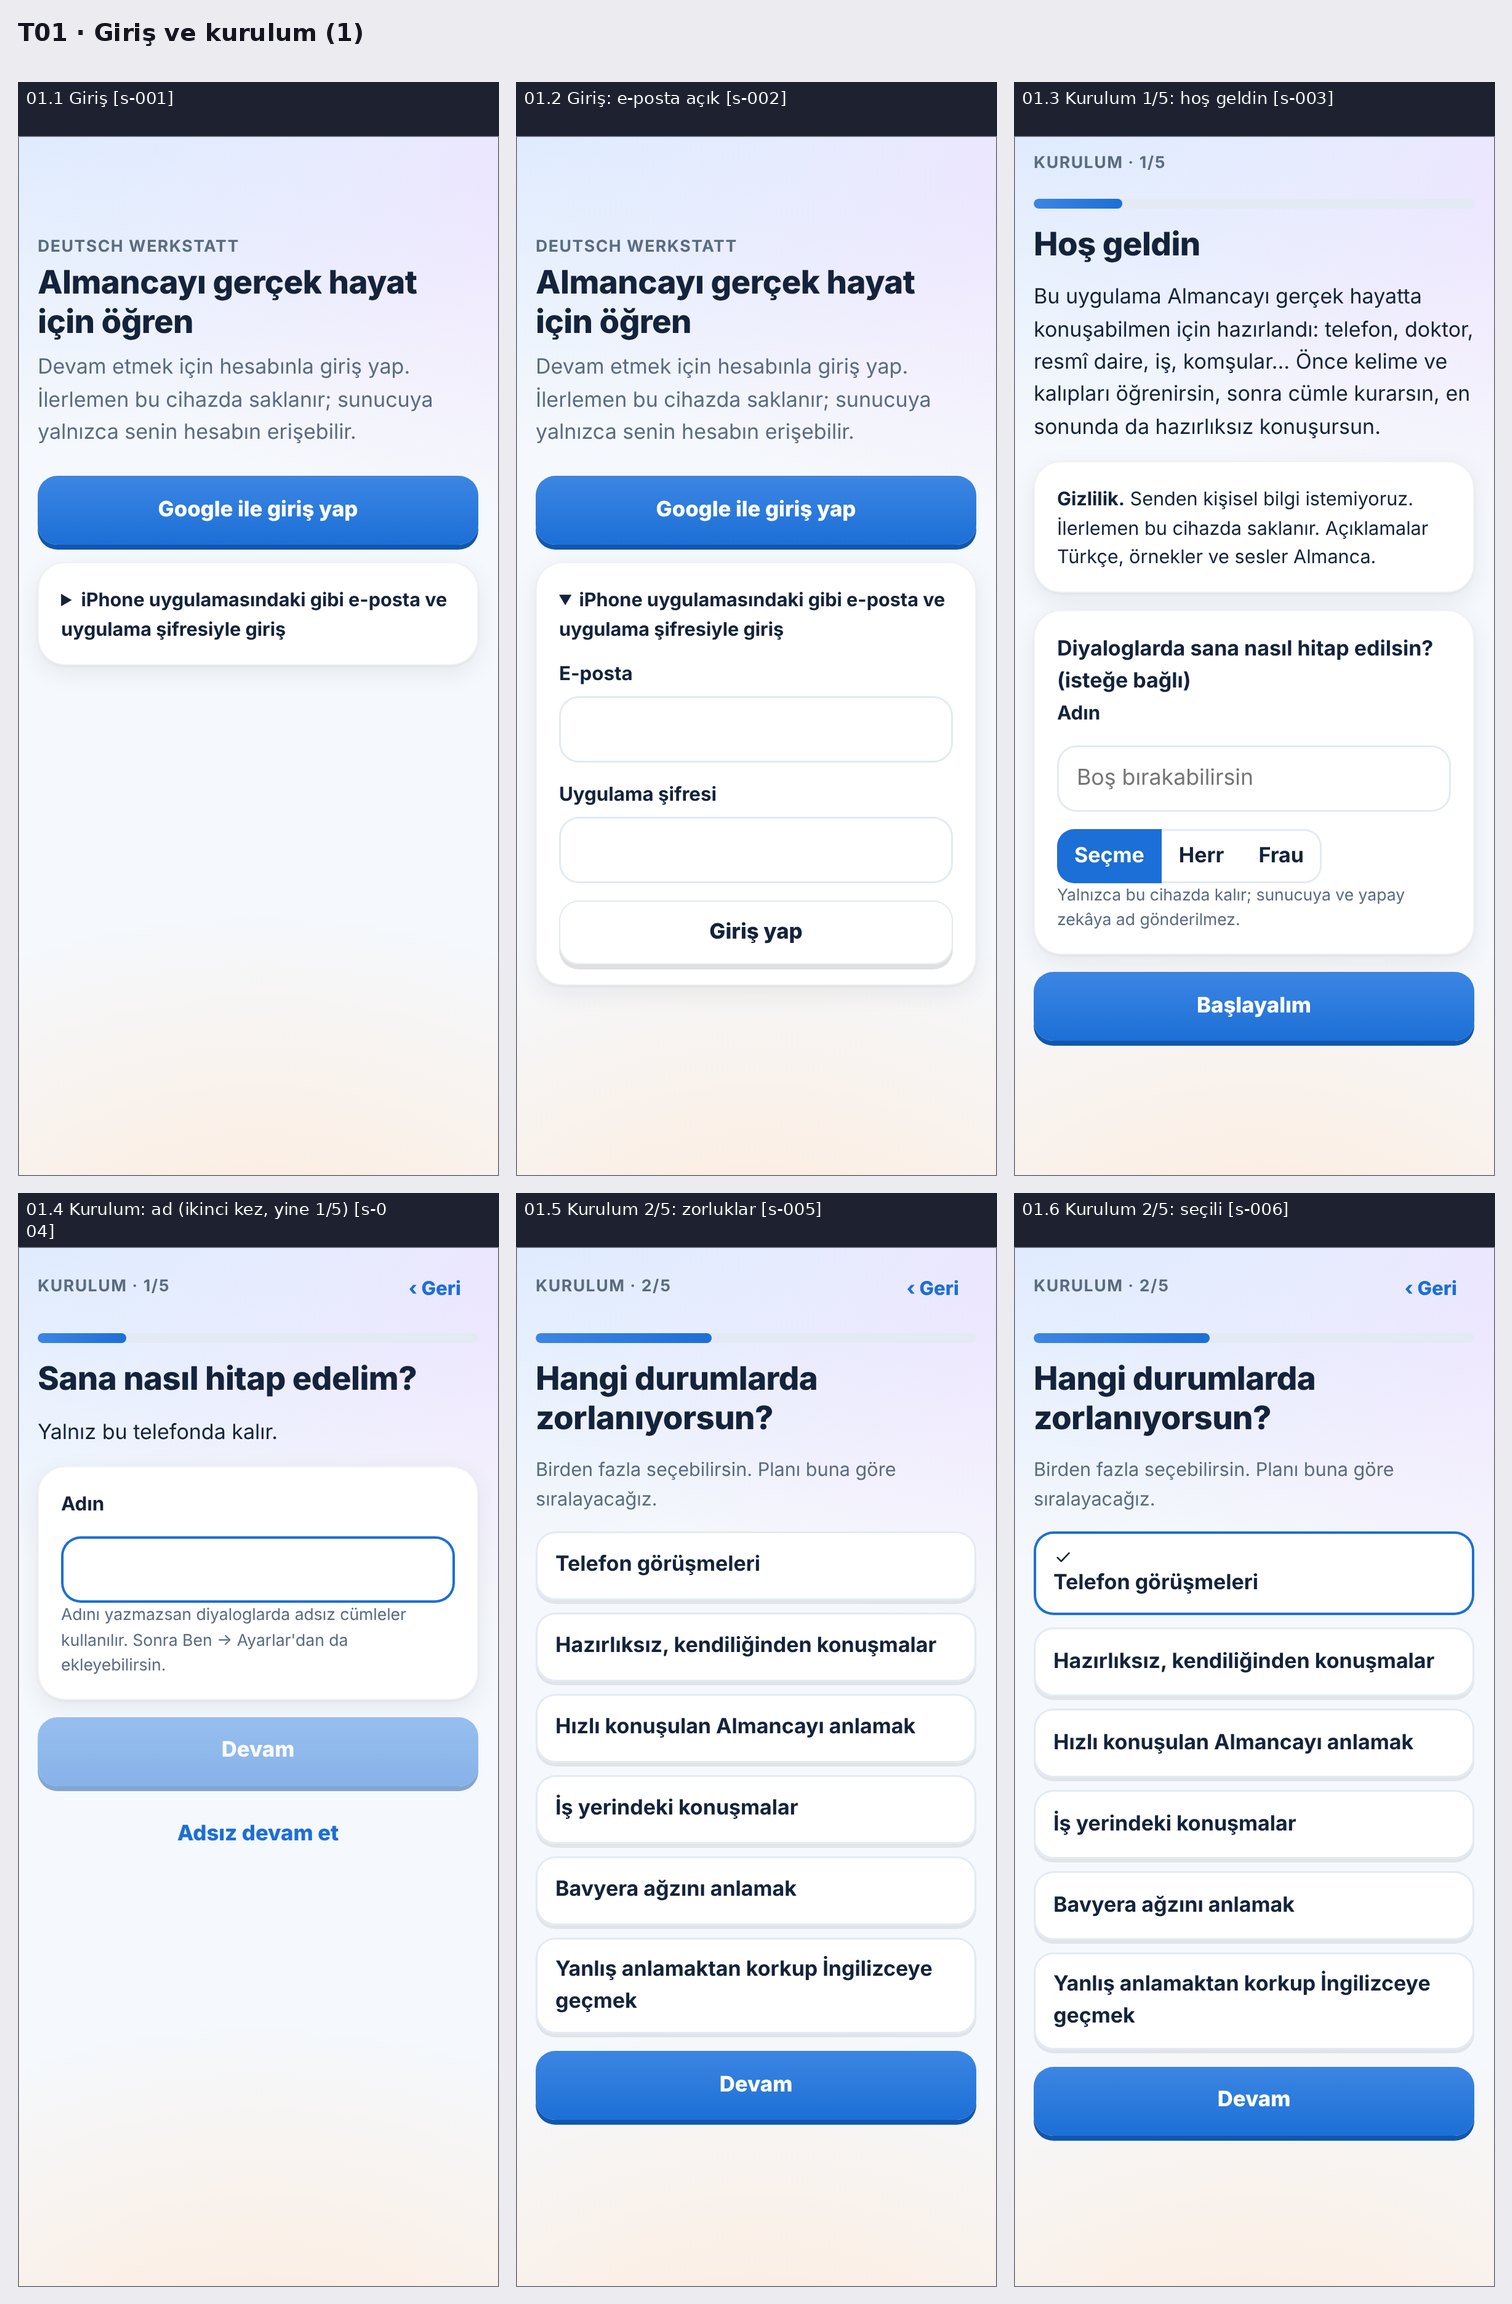 T01 · Giriş ve kurulum (1)
01.1 Giriş [s-001]
DEUTSCH WERKSTATT
Almancayı gerçek hayat
için öğren
Devam etmek için hesabınla giriş yap.
İlerlemen bu cihazda saklanır; sunucuya
yalnızca senin hesabın erişebilir.
Google ile giriş yap
▶ iPhone uygulamasındaki gibi e-posta ve
uygulama şifresiyle giriş
01.2 Giriş: e-posta açık [s-002]
DEUTSCH WERKSTATT
Almancayı gerçek hayat
için öğren
Devam etmek için hesabınla giriş yap.
İlerlemen bu cihazda saklanır; sunucuya
yalnızca senin hesabın erişebilir.
Google ile giriş yap
▼ iPhone uygulamasındaki gibi e-posta ve
uygulama şifresiyle giriş
E-posta
Uygulama şifresi
Giriş yap
01.3 Kurulum 1/5: hoş geldin [s-003]
KURULUM · 1/5
Hoş geldin
Bu uygulama Almancayı gerçek hayatta
konuşabilmen için hazırlandı: telefon, doktor,
resmî daire, iş, komşular… Önce kelime ve
kalıpları öğrenirsin, sonra cümle kurarsın, en
sonunda da hazırlıksız konuşursun.
Gizlilik. Senden kişisel bilgi istemiyoruz.
İlerlemen bu cihazda saklanır. Açıklamalar
Türkçe, örnekler ve sesler Almanca.
Diyaloglarda sana nasıl hitap edilsin?
(isteğe bağlı)
Adın
Boş bırakabilirsin
Seçme Herr Frau
Yalnızca bu cihazda kalır; sunucuya ve yapay
zekâya ad gönderilmez.
Başlayalım
01.4 Kurulum: ad (ikinci kez, yine 1/5) [s-0
04]
KURULUM · 1/5
‹ Geri
Sana nasıl hitap edelim?
Yalnız bu telefonda kalır.
Adın
Adını yazmazsan diyaloglarda adsız cümleler
kullanılır. Sonra Ben → Ayarlar'dan da
ekleyebilirsin.
Devam
Adsız devam et
01.5 Kurulum 2/5: zorluklar [s-005]
KURULUM · 2/5
‹ Geri
Hangi durumlarda
zorlanıyorsun?
Birden fazla seçebilirsin. Planı buna göre
sıralayacağız.
Telefon görüşmeleri
Hazırlıksız, kendiliğinden konuşmalar
Hızlı konuşulan Almancayı anlamak
İş yerindeki konuşmalar
Bavyera ağzını anlamak
Yanlış anlamaktan korkup İngilizceye
geçmek
Devam
01.6 Kurulum 2/5: seçili [s-006]
KURULUM · 2/5
‹ Geri
Hangi durumlarda
zorlanıyorsun?
Birden fazla seçebilirsin. Planı buna göre
sıralayacağız.
✓
Telefon görüşmeleri
Hazırlıksız, kendiliğinden konuşmalar
Hızlı konuşulan Almancayı anlamak
İş yerindeki konuşmalar
Bavyera ağzını anlamak
Yanlış anlamaktan korkup İngilizceye
geçmek
Devam